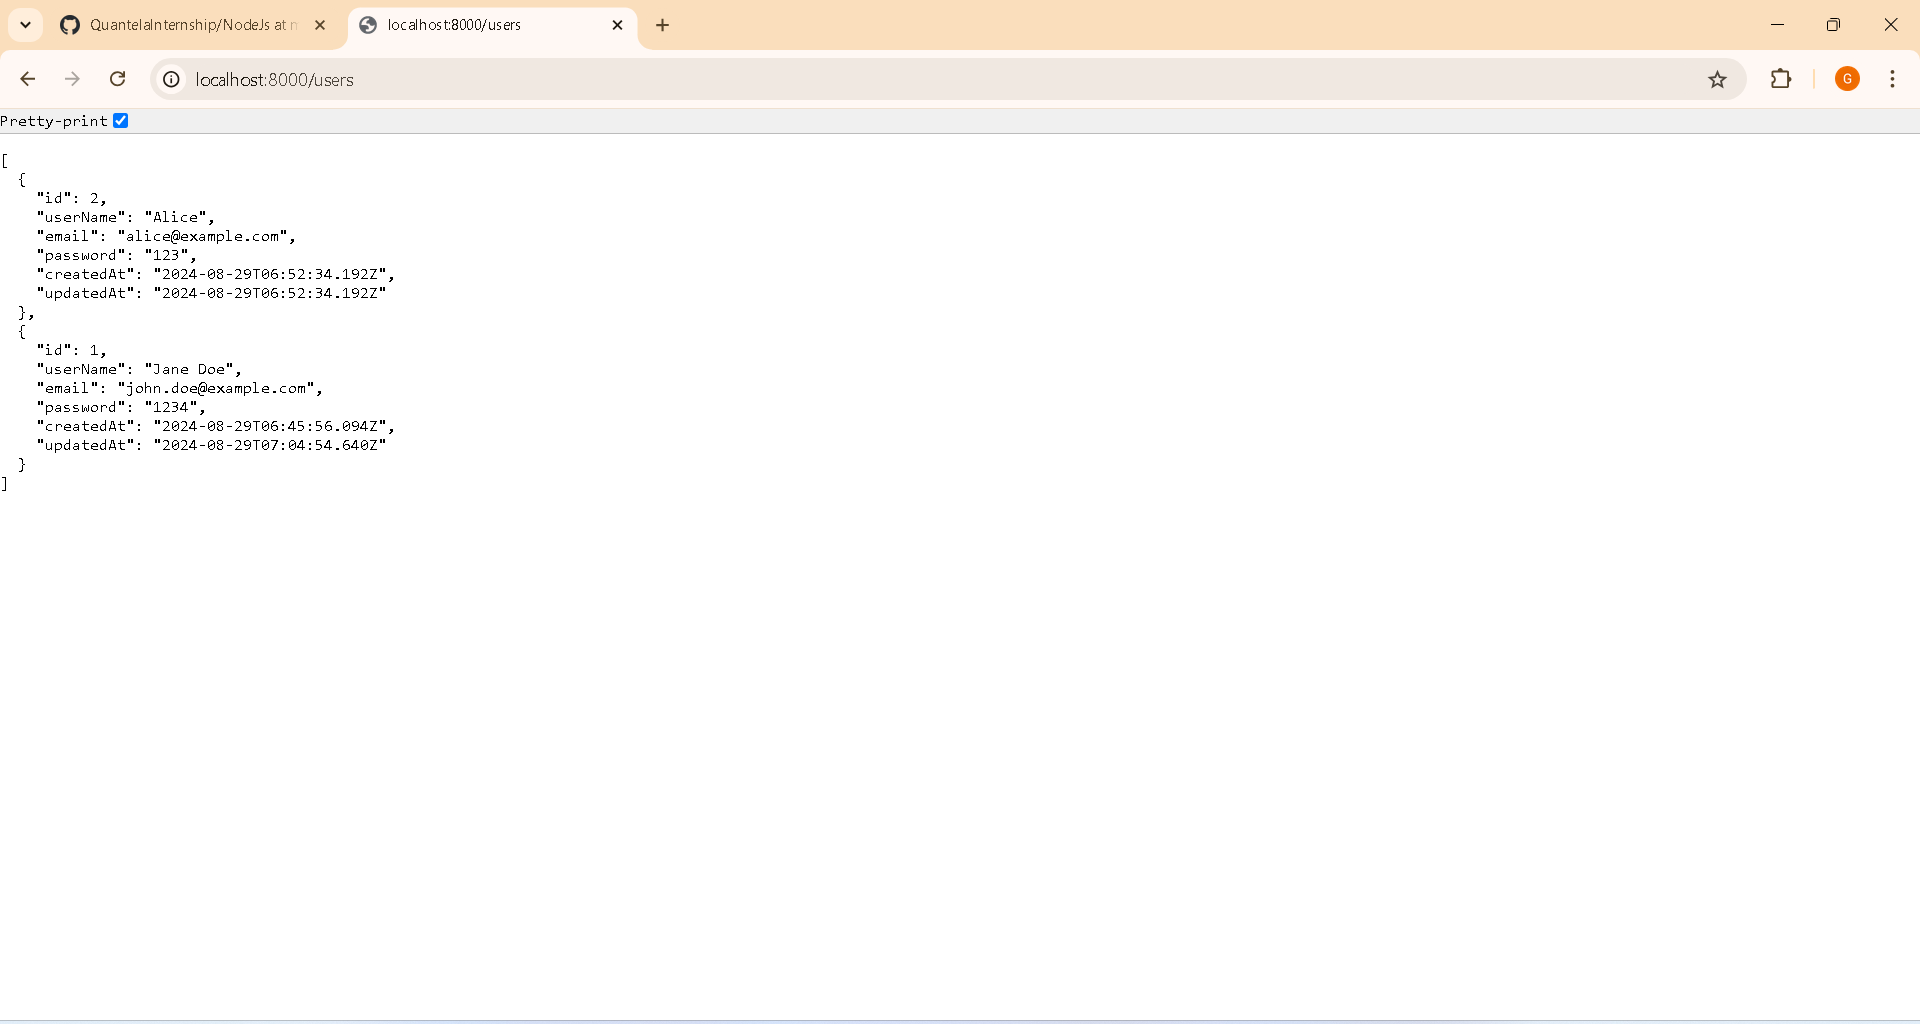 QuantelaInternship/NodeJs at
localhost:8000/users
localhost:8000/users
G
Pretty-print
[
  {
    "id": 2,
    "userName": "Alice",
    "email": "alice@example.com",
    "password": "123",
    "createdAt": "2024-08-29T06:52:34.192Z",
    "updatedAt": "2024-08-29T06:52:34.192Z"
  },
  {
    "id": 1,
    "userName": "Jane Doe",
    "email": "john.doe@example.com",
    "password": "1234",
    "createdAt": "2024-08-29T06:45:56.094Z",
    "updatedAt": "2024-08-29T07:04:54.640Z"
  }
]